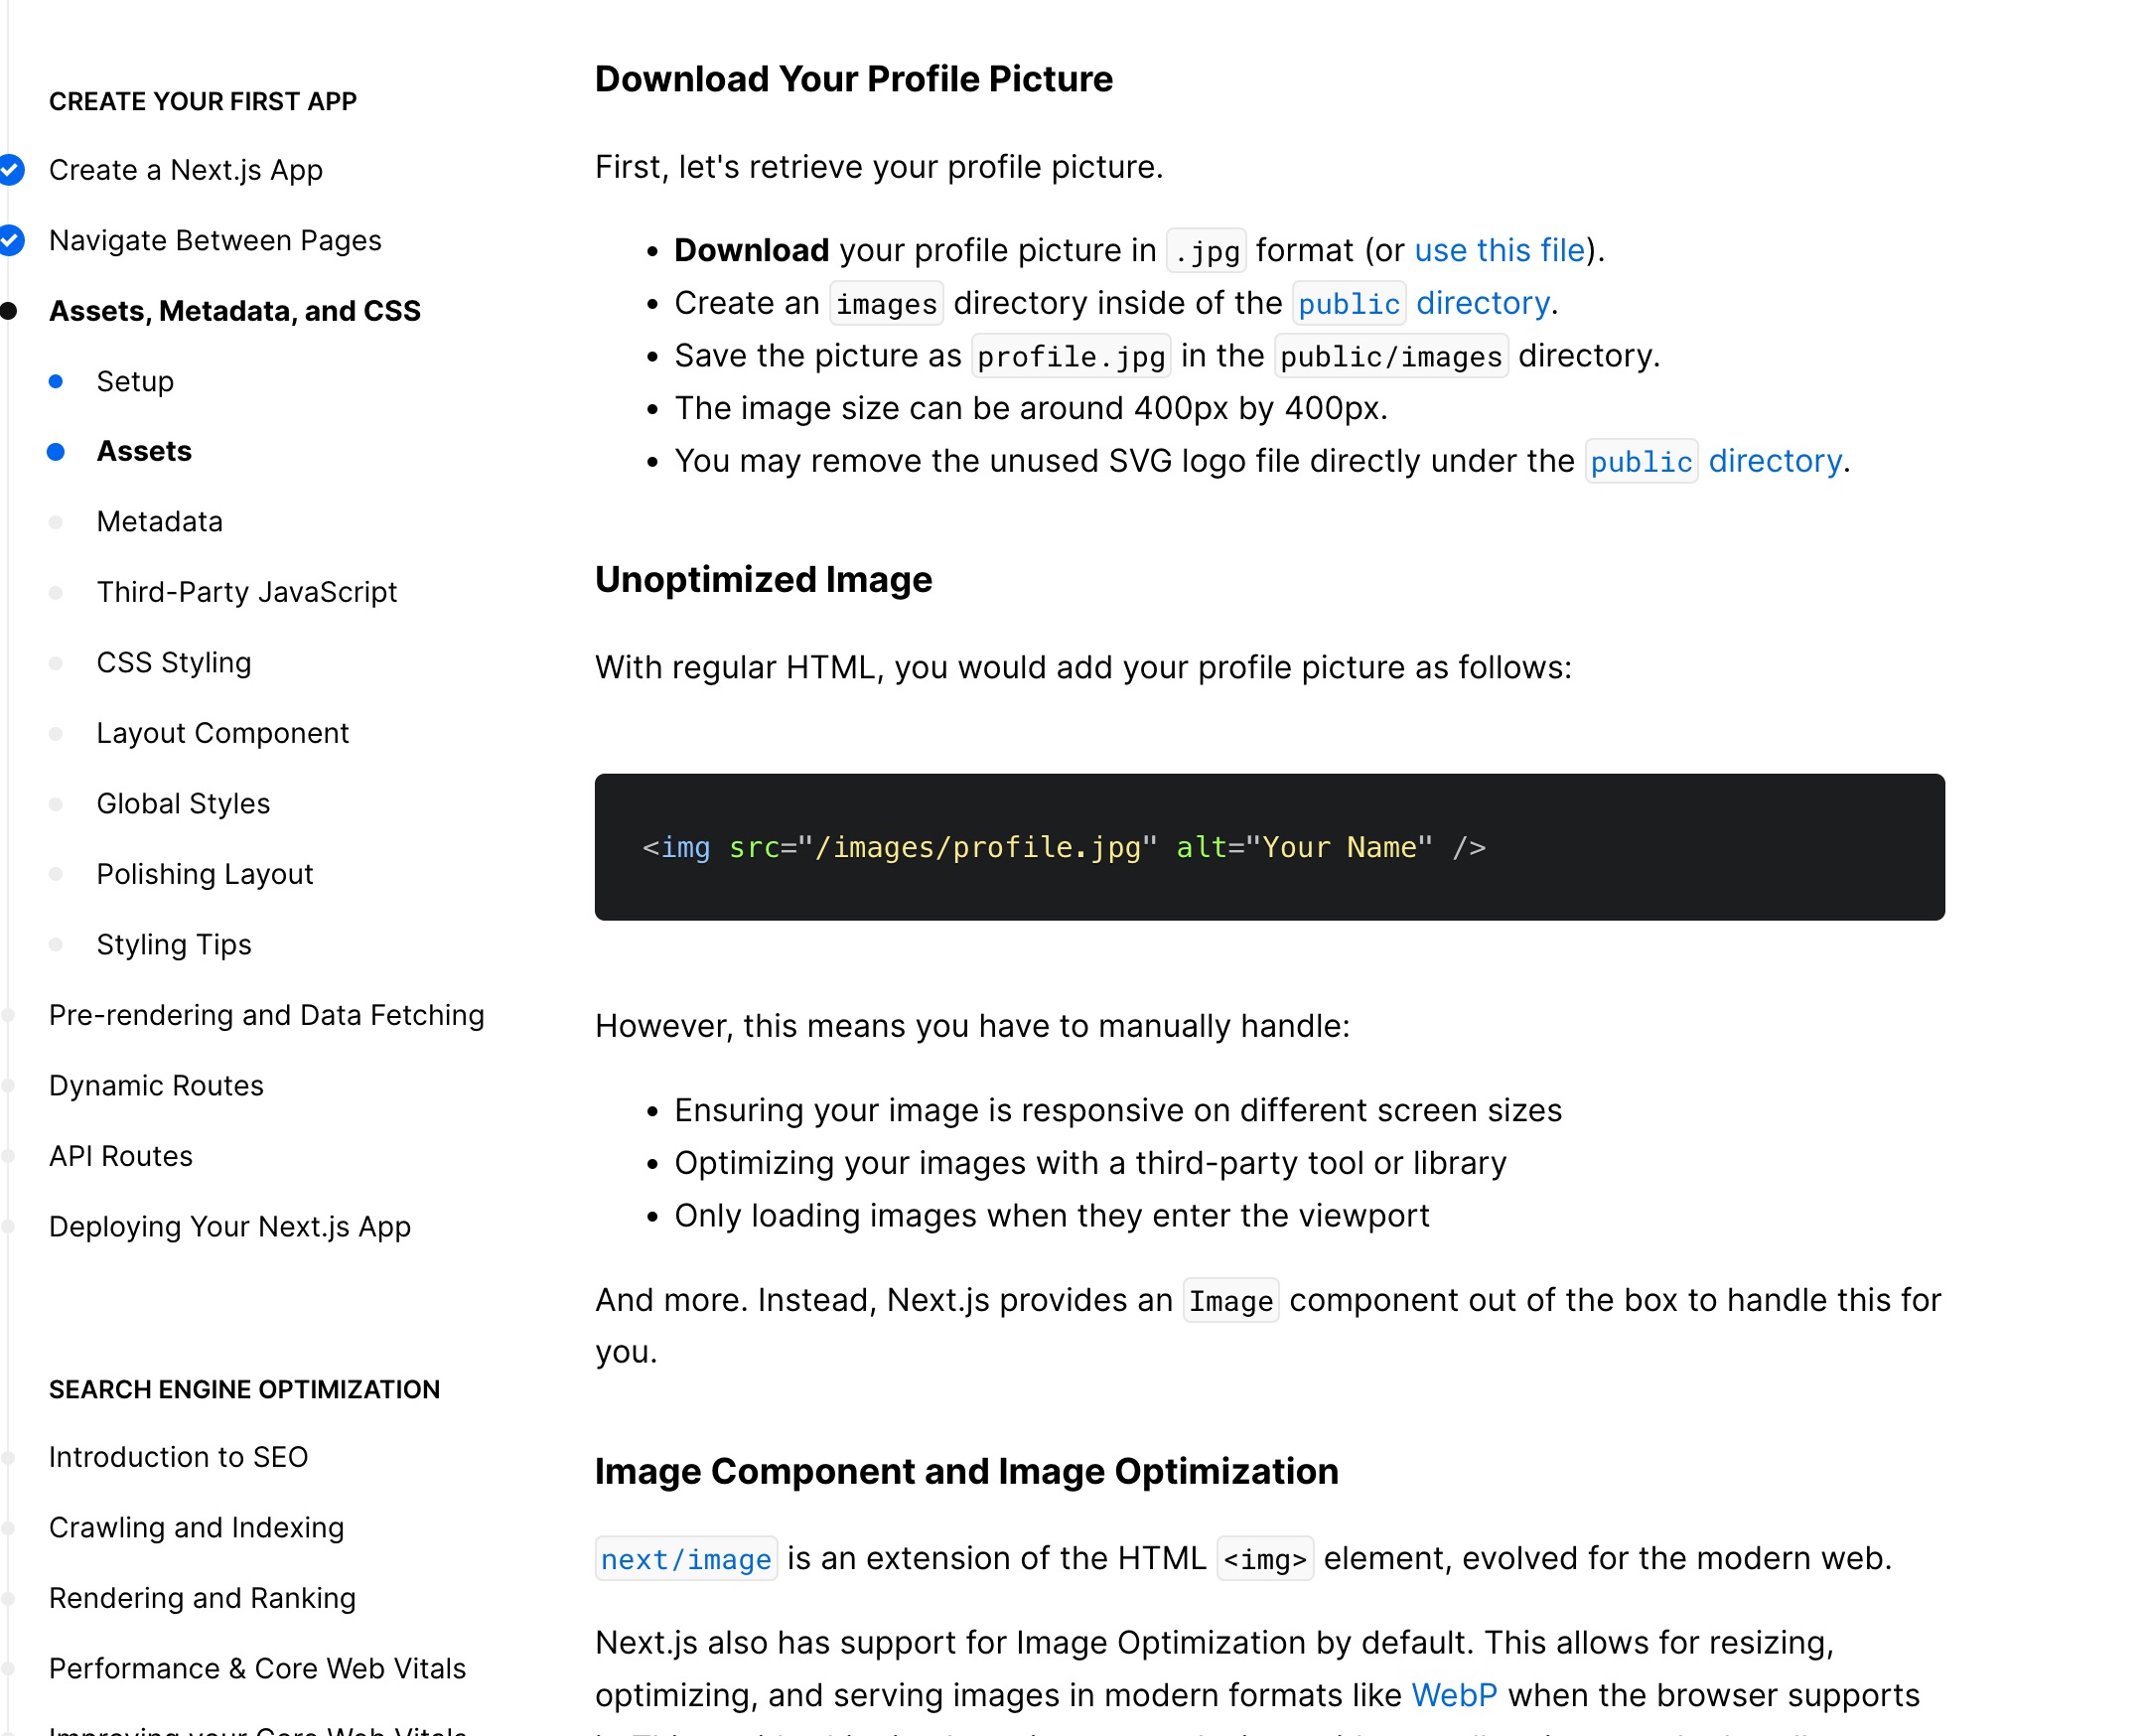 CREATE YOUR FIRST APP
Create a Next.js App
Navigate Between Pages
Assets, Metadata, and CSS
Setup
Assets
Metadata
Third-Party JavaScript
CSS Styling
Layout Component
Global Styles
Polishing Layout
Styling Tips
Pre-rendering and Data Fetching
Dynamic Routes
API Routes
Deploying Your Next.js App
SEARCH ENGINE OPTIMIZATION
Introduction to SEO
Crawling and Indexing
Rendering and Ranking
Performance & Core Web Vitals
Improving your Core Web Vitals
Download Your Profile Picture
First, let's retrieve your profile picture.
• Download your profile picture in .jpg format (or use this file).
• Create an images directory inside of the public directory.
• Save the picture as profile.jpg in the public/images directory.
• The image size can be around 400px by 400px.
• You may remove the unused SVG logo file directly under the public directory.
Unoptimized Image
With regular HTML, you would add your profile picture as follows:
<img src="/images/profile.jpg" alt="Your Name" />
However, this means you have to manually handle:
• Ensuring your image is responsive on different screen sizes
• Optimizing your images with a third-party tool or library
• Only loading images when they enter the viewport
And more. Instead, Next.js provides an Image component out of the box to handle this for
you.
Image Component and Image Optimization
next/image is an extension of the HTML <img> element, evolved for the modern web.
Next.js also has support for Image Optimization by default. This allows for resizing,
optimizing, and serving images in modern formats like WebP when the browser supports